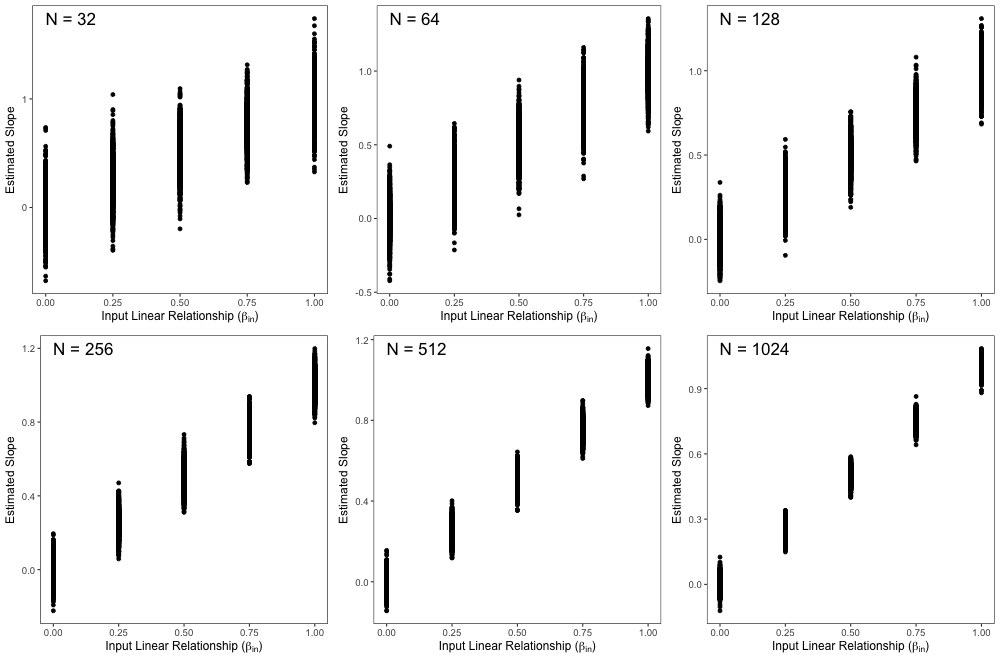 N = 32
Estimated Slope
1
0
0.00 0.25 0.50 0.75 1.00
Input Linear Relationship (βin)
N = 64
Estimated Slope
1.0
0.5
0.0
-0.5
0.00 0.25 0.50 0.75 1.00
Input Linear Relationship (βin)
N = 128
Estimated Slope
1.0
0.5
0.0
0.00 0.25 0.50 0.75 1.00
Input Linear Relationship (βin)
N = 256
Estimated Slope
1.2
0.8
0.4
0.0
0.00 0.25 0.50 0.75 1.00
Input Linear Relationship (βin)
N = 512
Estimated Slope
1.2
0.8
0.4
0.0
0.00 0.25 0.50 0.75 1.00
Input Linear Relationship (βin)
N = 1024
Estimated Slope
0.9
0.6
0.3
0.0
0.00 0.25 0.50 0.75 1.00
Input Linear Relationship (βin)